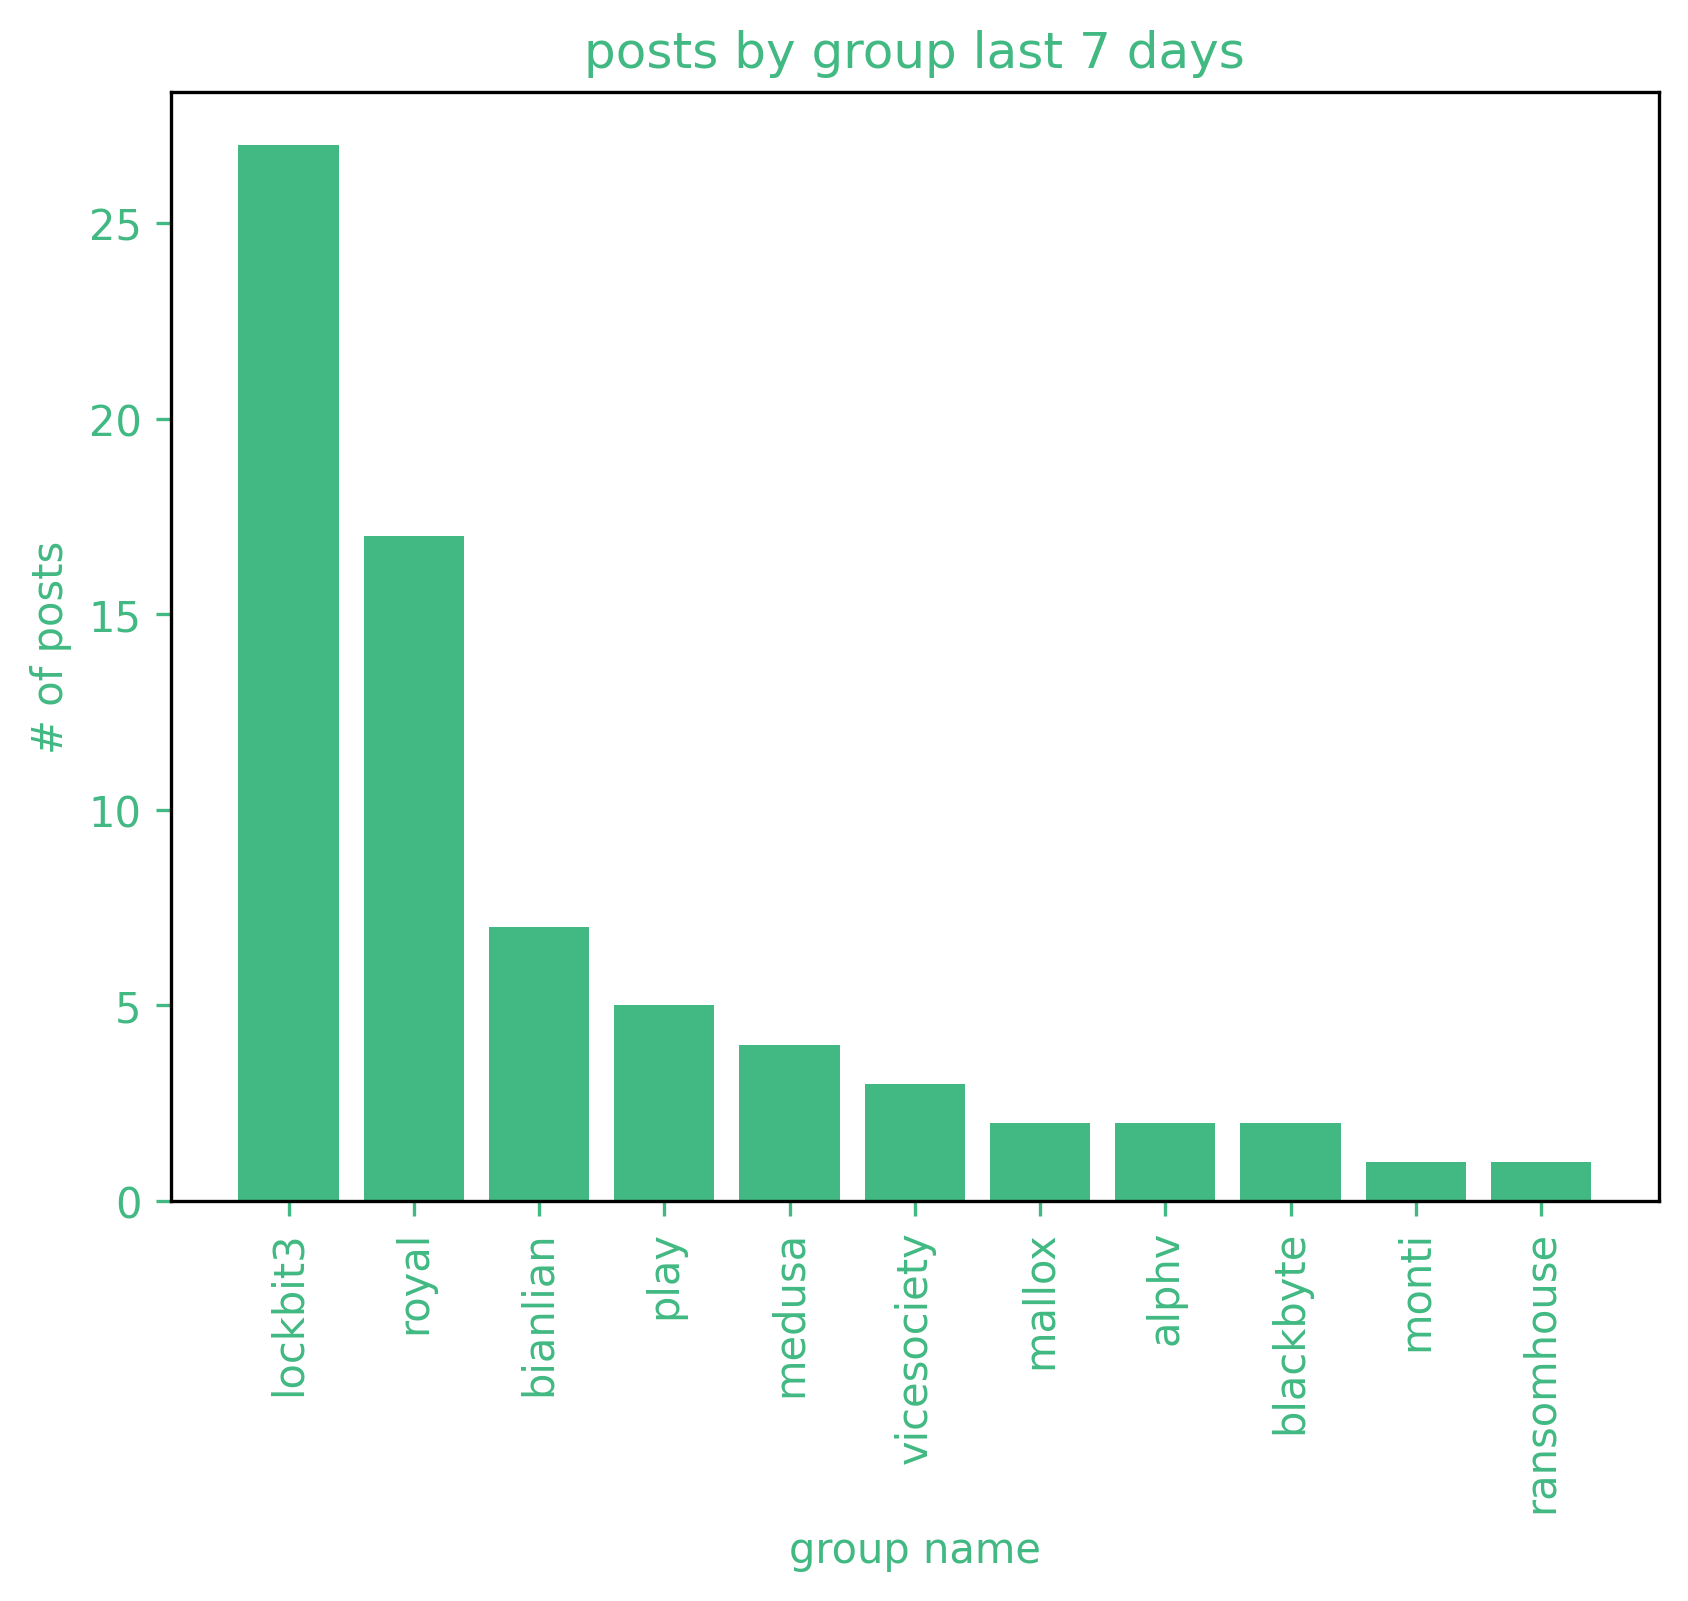 posts by group last 7 days
# of posts
25
20
15
10
5
0
lockbit3
royal
bianlian
play
medusa
vicesociety
mallox
alphv
blackbyte
monti
ransomhouse
group name